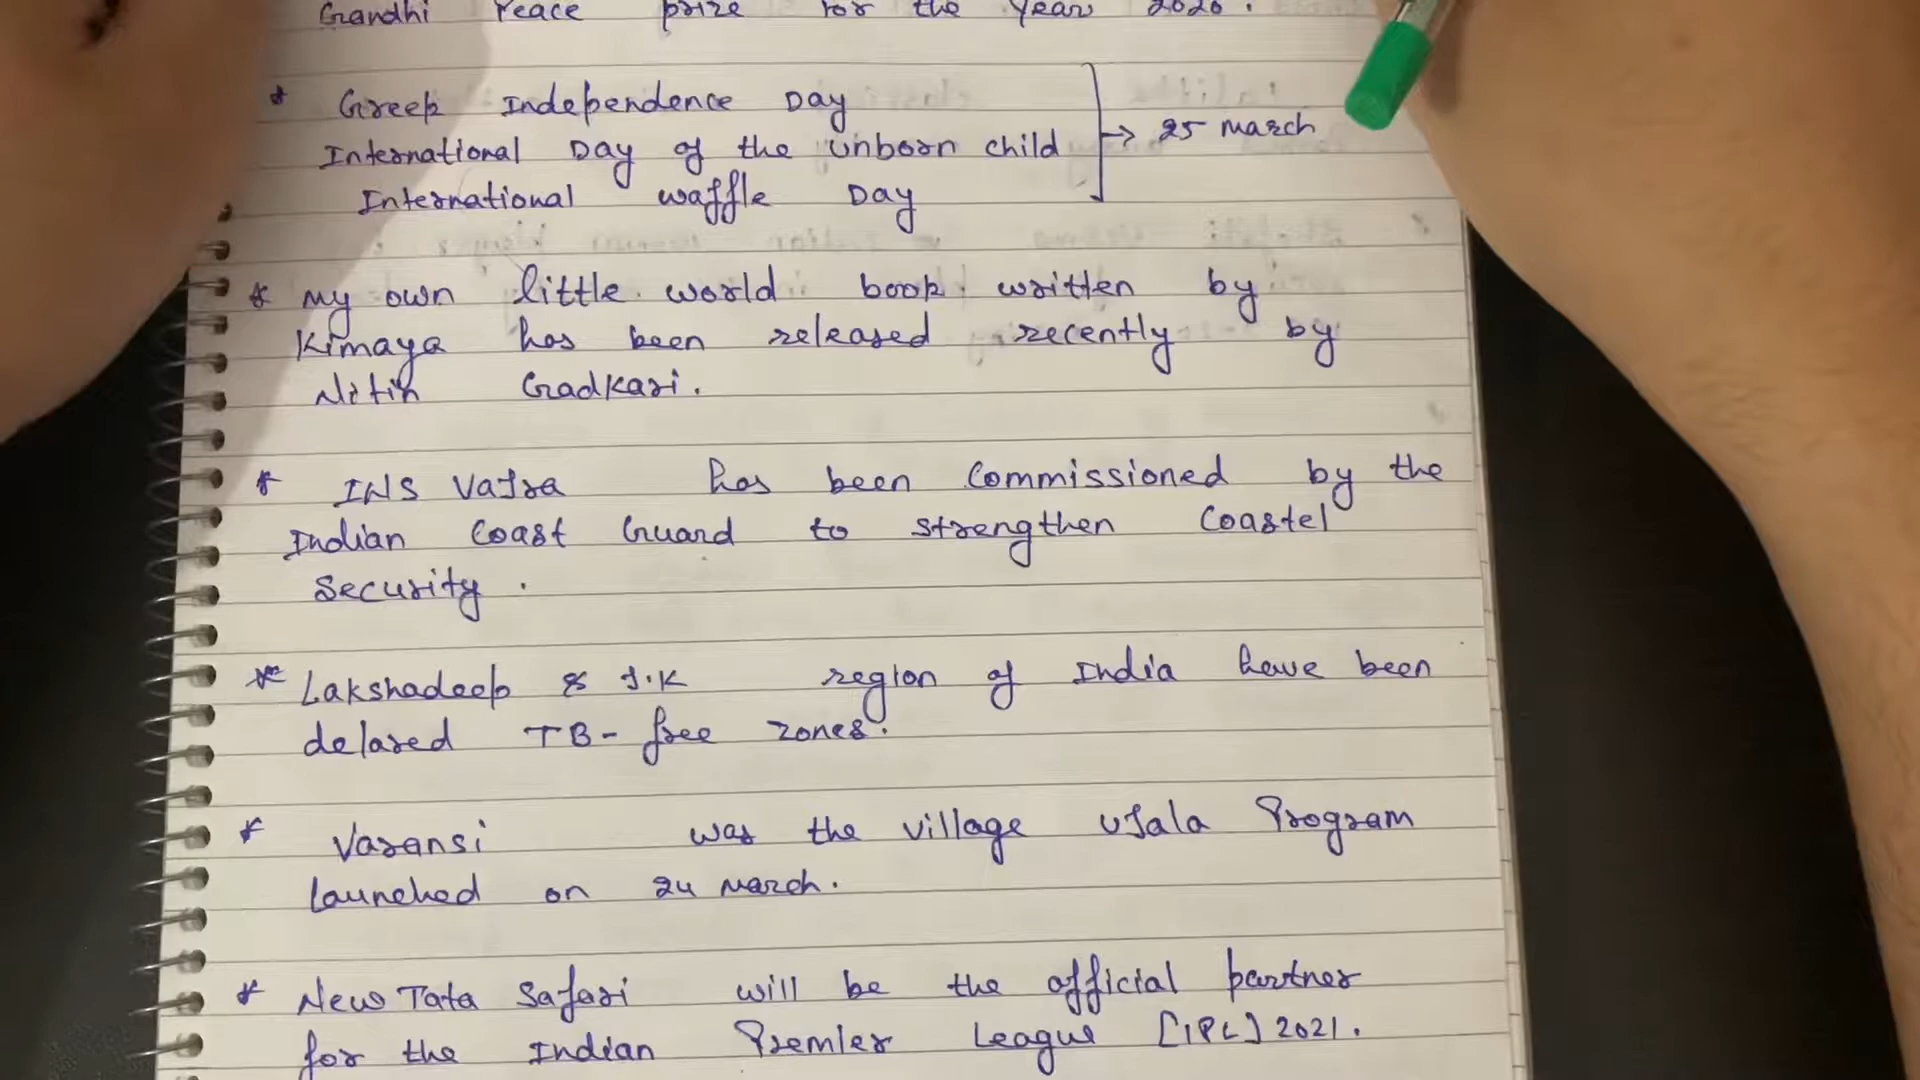 Gandhi Peace prize for the year 2020.
* Greek Independence Day
International Day of the unborn child → 25 march
International waffle Day
* My own little world book written by
Kimaya has been released recently by
Nitin Gadkari.
* INS VaJra has been Commissioned by the
Indian Coast Guard to strengthen Coastel
Security.
* Lakshadeep & J.K region of India have been
delared TB- free zones.
* Varansi was the village UJala Program
launched on 24 March.
* New Tata Safari will be the official partner
for the Indian Premier League [IPL] 2021.